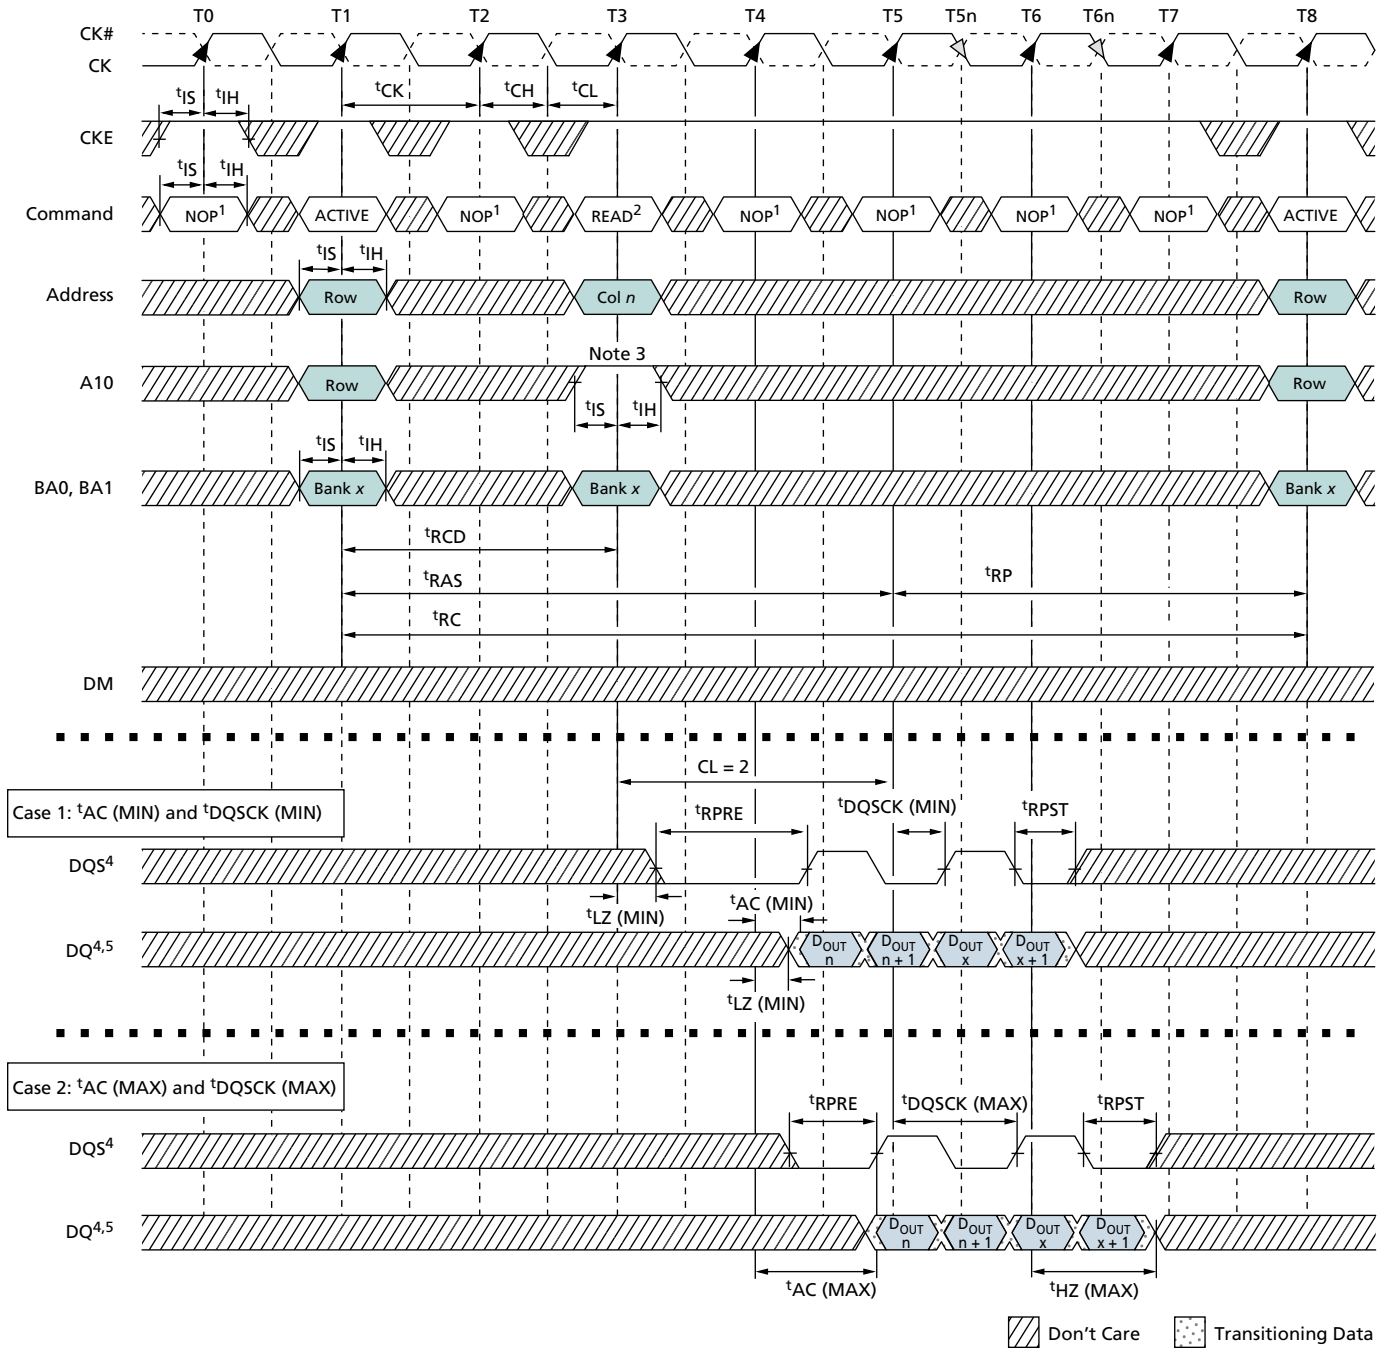 T0 T1 T2 T3 T4 T5 T5n T6 T6n T7 T8
CK#
CK
tIS tIH tCK tCH tCL
CKE
tIS tIH
Command NOP1 ACTIVE NOP1 READ2 NOP1 NOP1 NOP1 NOP1 ACTIVE
tIS tIH
Address Row Col n Row
Note 3
A10 Row Row
tIS tIH
tIS tIH
BA0, BA1 Bank x Bank x Bank x
tRCD
tRAS tRP
tRC
DM
CL = 2
Case 1: tAC (MIN) and tDQSCK (MIN)
tRPRE tDQSCK (MIN) tRPST
DQS4
tLZ (MIN) tAC (MIN)
DQ4,5 DOUT n DOUT n + 1 DOUT x DOUT x + 1
tLZ (MIN)
Case 2: tAC (MAX) and tDQSCK (MAX)
tRPRE tDQSCK (MAX) tRPST
DQS4
DQ4,5 DOUT n DOUT n + 1 DOUT x DOUT x + 1
tAC (MAX) tHZ (MAX)
Don't Care Transitioning Data